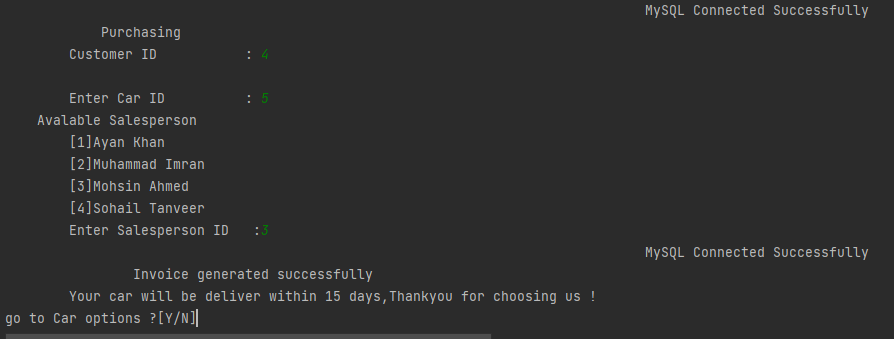 MySQL Connected Successfully
Purchasing
Customer ID : 4
Enter Car ID : 5
Avalable Salesperson
[1]Ayan Khan
[2]Muhammad Imran
[3]Mohsin Ahmed
[4]Sohail Tanveer
Enter Salesperson ID :3
MySQL Connected Successfully
Invoice generated successfully
Your car will be deliver within 15 days,Thankyou for choosing us !
go to Car options ?[Y/N]